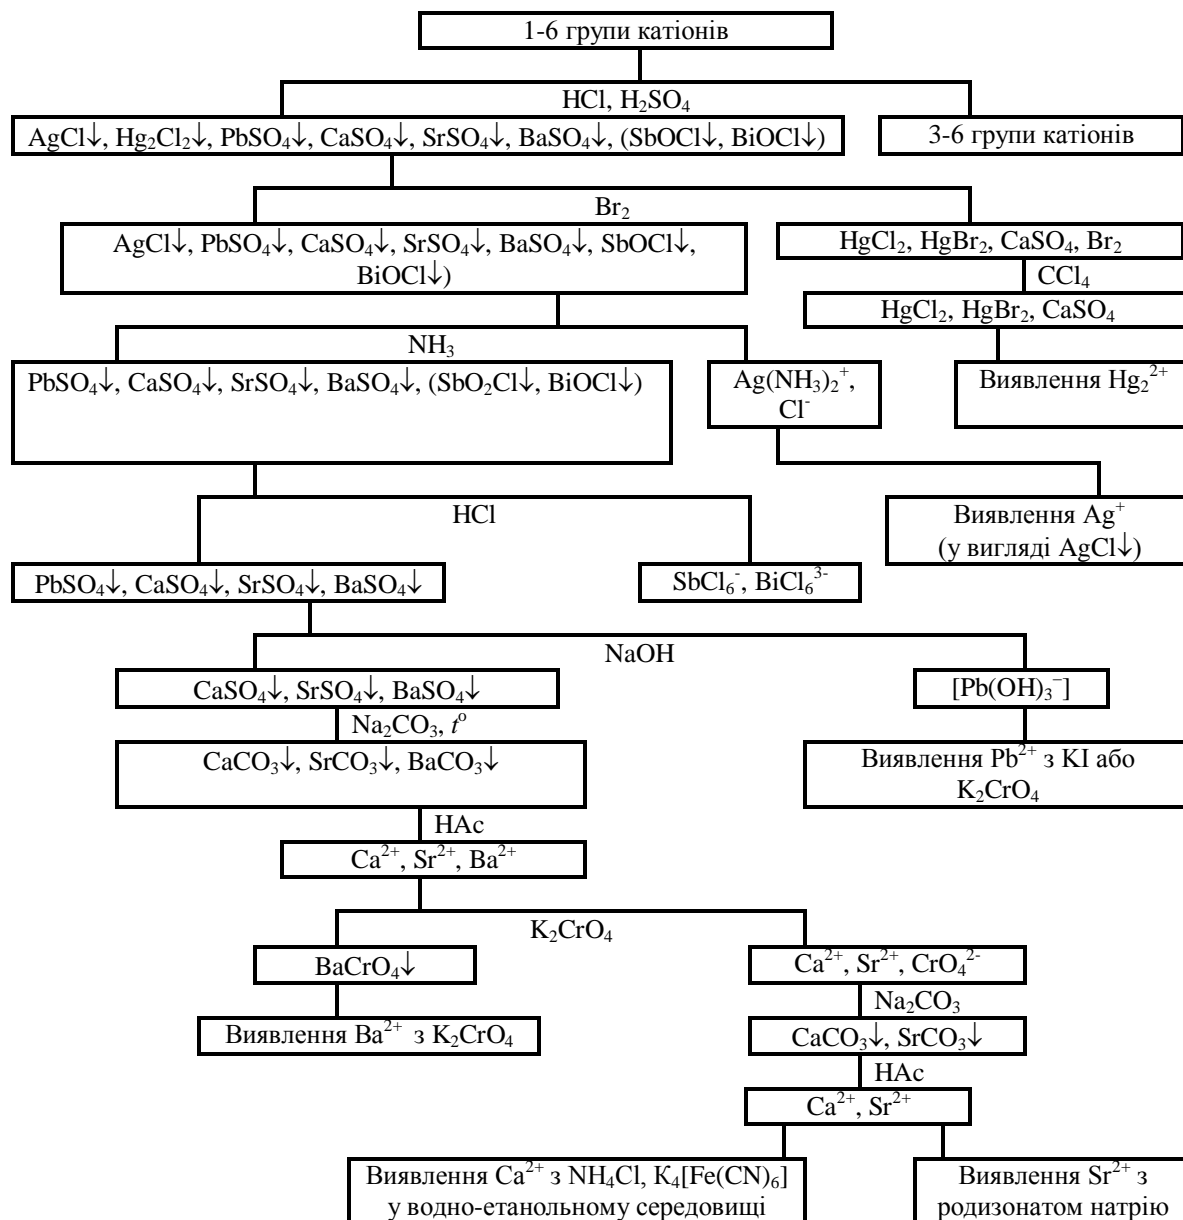 1-6 групи катіонів
HCl, H₂SO₄
AgCl↓, Hg₂Cl₂↓, PbSO₄↓, CaSO₄↓, SrSO₄↓, BaSO₄↓, (SbOCl↓, BiOCl↓)
3-6 групи катіонів
Br₂
AgCl↓, PbSO₄↓, CaSO₄↓, SrSO₄↓, BaSO₄↓, SbOCl↓,
BiOCl↓)
HgCl₂, HgBr₂, CaSO₄, Br₂
CCl₄
HgCl₂, HgBr₂, CaSO₄
NH₃
PbSO₄↓, CaSO₄↓, SrSO₄↓, BaSO₄↓, (SbO₂Cl↓, BiOCl↓)
Ag(NH₃)₂⁺,
Cl⁻
Виявлення Hg₂²⁺
HCl
Виявлення Ag⁺
(у вигляді AgCl↓)
PbSO₄↓, CaSO₄↓, SrSO₄↓, BaSO₄↓
SbCl₆⁻, BiCl₆³⁻
NaOH
CaSO₄↓, SrSO₄↓, BaSO₄↓
[Pb(OH)₃⁻]
Na₂CO₃, tᵒ
CaCO₃↓, SrCO₃↓, BaCO₃↓
Виявлення Pb²⁺ з KI або
K₂CrO₄
HAc
Ca²⁺, Sr²⁺, Ba²⁺
K₂CrO₄
BaCrO₄↓
Ca²⁺, Sr²⁺, CrO₄²⁻
Na₂CO₃
Виявлення Ba²⁺ з K₂CrO₄
CaCO₃↓, SrCO₃↓
HAc
Ca²⁺, Sr²⁺
Виявлення Ca²⁺ з NH₄Cl, K₄[Fe(CN)₆]
у водно-етанольному середовищі
Виявлення Sr²⁺ з
родизонатом натрію